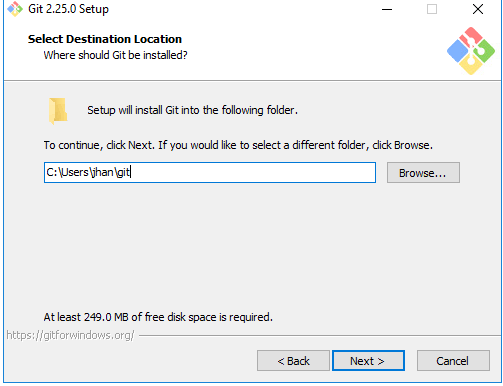 Git 2.25.0 Setup
Select Destination Location
Where should Git be installed?
Setup will install Git into the following folder.
To continue, click Next. If you would like to select a different folder, click Browse.
C:\Users\jhan\git
Browse...
At least 249.0 MB of free disk space is required.
https://gitforwindows.org/
< Back
Next >
Cancel